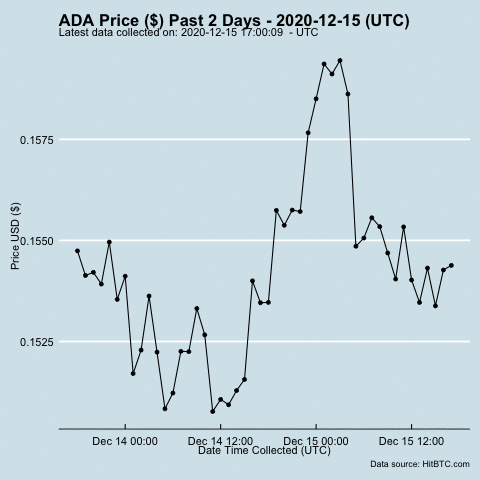 ADA Price ($) Past 2 Days - 2020-12-15 (UTC)
Latest data collected on: 2020-12-15 17:00:09 - UTC
Price USD ($)
0.1575
0.1550
0.1525
Dec 14 00:00 Dec 14 12:00 Dec 15 00:00 Dec 15 12:00
Date Time Collected (UTC)
Data source: HitBTC.com